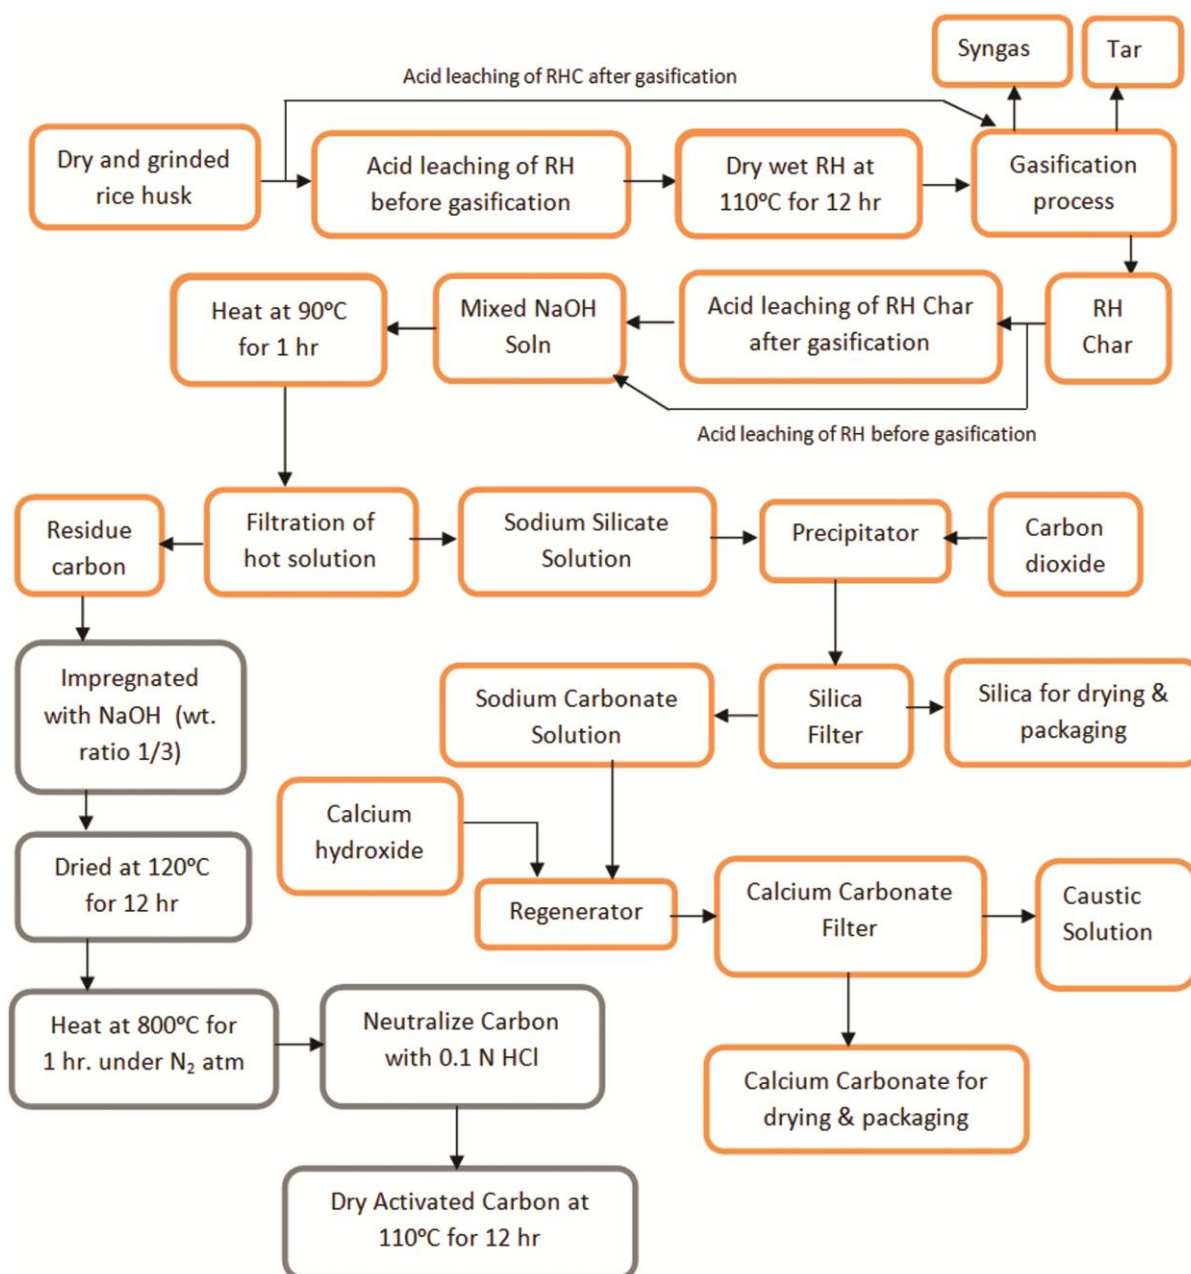 Syngas
Tar
Acid leaching of RHC after gasification
Dry and grinded
rice husk
Acid leaching of RH
before gasification
Dry wet RH at
110ºC for 12 hr
Gasification
process
Heat at 90ºC
for 1 hr
Mixed NaOH
Soln
Acid leaching of RH Char
after gasification
RH
Char
Acid leaching of RH before gasification
Residue
carbon
Filtration of
hot solution
Sodium Silicate
Solution
Precipitator
Carbon
dioxide
Impregnated
with NaOH (wt.
ratio 1/3)
Sodium Carbonate
Solution
Silica
Filter
Silica for drying &
packaging
Calcium
hydroxide
Dried at 120ºC
for 12 hr
Regenerator
Calcium Carbonate
Filter
Caustic
Solution
Heat at 800ºC for
1 hr. under N₂ atm
Neutralize Carbon
with 0.1 N HCl
Calcium Carbonate for
drying & packaging
Dry Activated Carbon at
110ºC for 12 hr